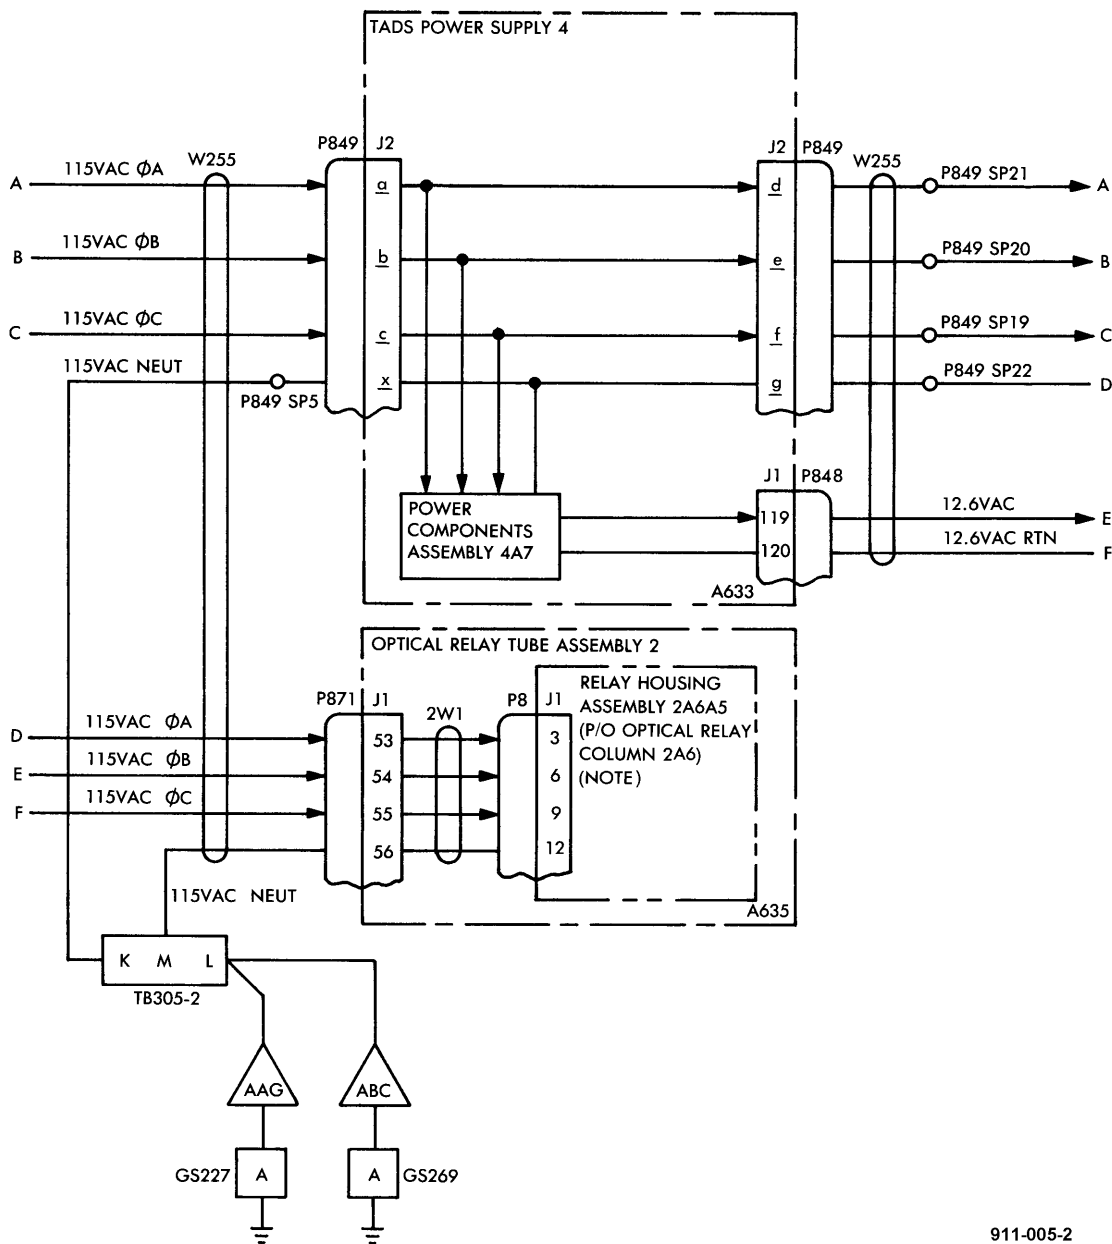 TADS POWER SUPPLY 4
P849 J2
J2 P849
W255
W255
A 115VAC ØA
a
d
P849 SP21 A
B 115VAC ØB
b
e
P849 SP20 B
C 115VAC ØC
c
f
P849 SP19 C
115VAC NEUT
P849 SP5
x
g
P849 SP22 D
J1 P848
POWER
COMPONENTS
ASSEMBLY 4A7
119
12.6VAC E
120
12.6VAC RTN F
A633
OPTICAL RELAY TUBE ASSEMBLY 2
P871 J1
2W1
P8 J1
RELAY HOUSING
ASSEMBLY 2A6A5
(P/O OPTICAL RELAY
COLUMN 2A6)
(NOTE)
D 115VAC ØA
53
3
E 115VAC ØB
54
6
F 115VAC ØC
55
9
56
12
115VAC NEUT
A635
K M L
TB305-2
AAG
ABC
GS227 A
A GS269
911-005-2